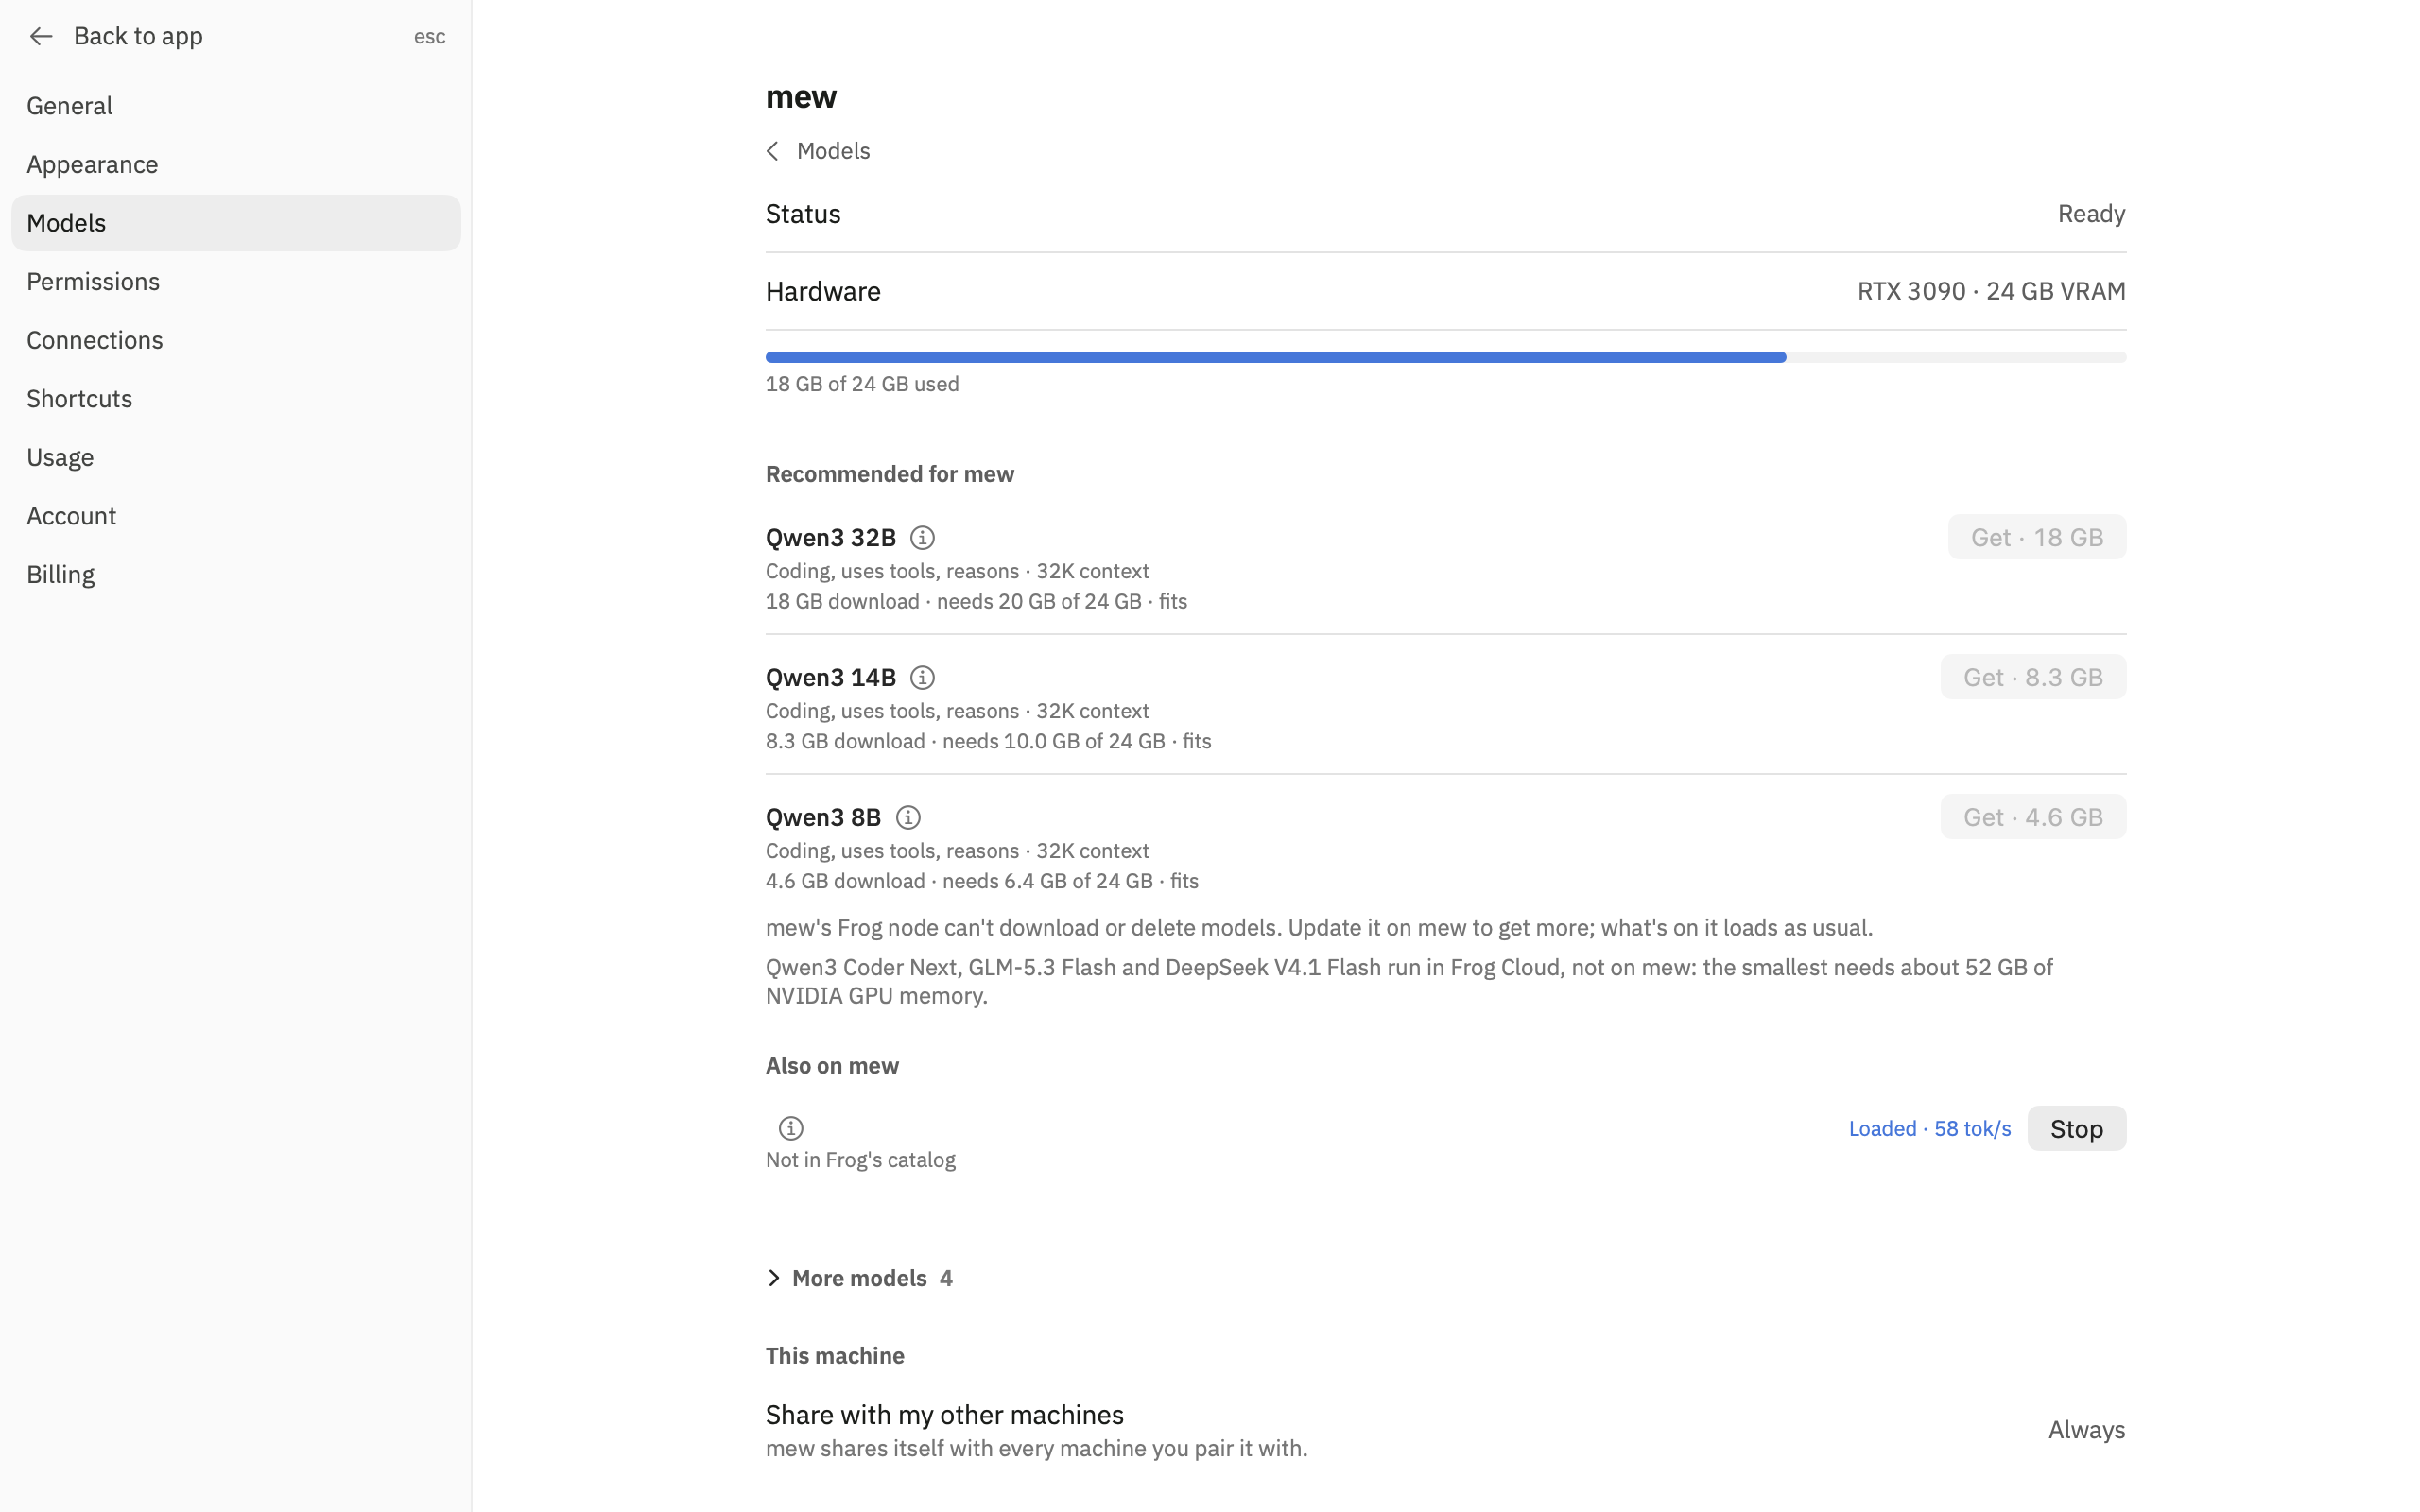 Back to app esc
General
Appearance
Models
Permissions
Connections
Shortcuts
Usage
Account
Billing
mew
Models
Status Ready
Hardware RTX 3090 · 24 GB VRAM
18 GB of 24 GB used
Recommended for mew
Qwen3 32B Get · 18 GB
Coding, uses tools, reasons · 32K context
18 GB download · needs 20 GB of 24 GB · fits
Qwen3 14B Get · 8.3 GB
Coding, uses tools, reasons · 32K context
8.3 GB download · needs 10.0 GB of 24 GB · fits
Qwen3 8B Get · 4.6 GB
Coding, uses tools, reasons · 32K context
4.6 GB download · needs 6.4 GB of 24 GB · fits
mew's Frog node can't download or delete models. Update it on mew to get more; what's on it loads as usual.
Qwen3 Coder Next, GLM-5.3 Flash and DeepSeek V4.1 Flash run in Frog Cloud, not on mew: the smallest needs about 52 GB of
NVIDIA GPU memory.
Also on mew
Loaded · 58 tok/s Stop
Not in Frog's catalog
More models 4
This machine
Share with my other machines
mew shares itself with every machine you pair it with.
Always